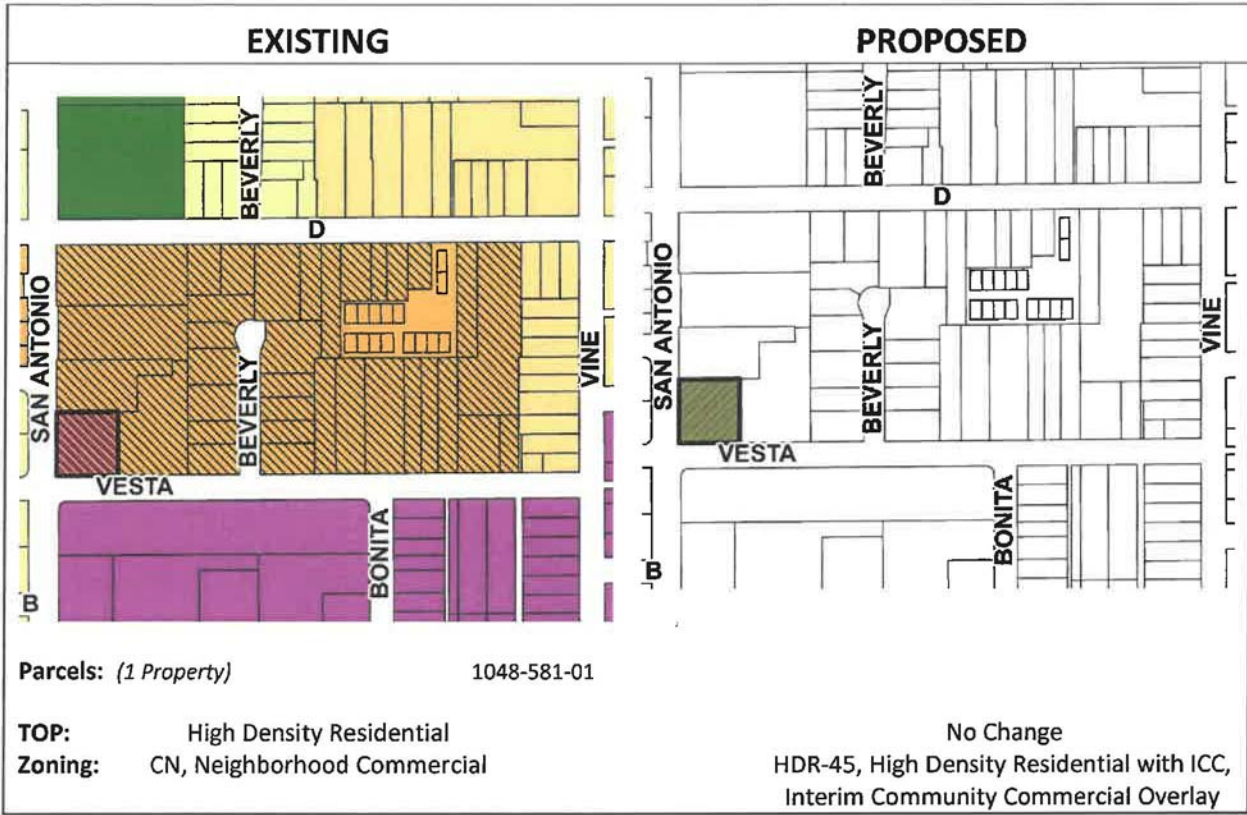 EXISTING
PROPOSED
BEVERLY
D
SAN ANTONIO
BEVERLY
VINE
VESTA
BONITA
B
BEVERLY
D
SAN ANTONIO
BEVERLY
VINE
VESTA
BONITA
B
Parcels: (1 Property) 1048-581-01
TOP: High Density Residential No Change
Zoning: CN, Neighborhood Commercial HDR-45, High Density Residential with ICC,
Interim Community Commercial Overlay